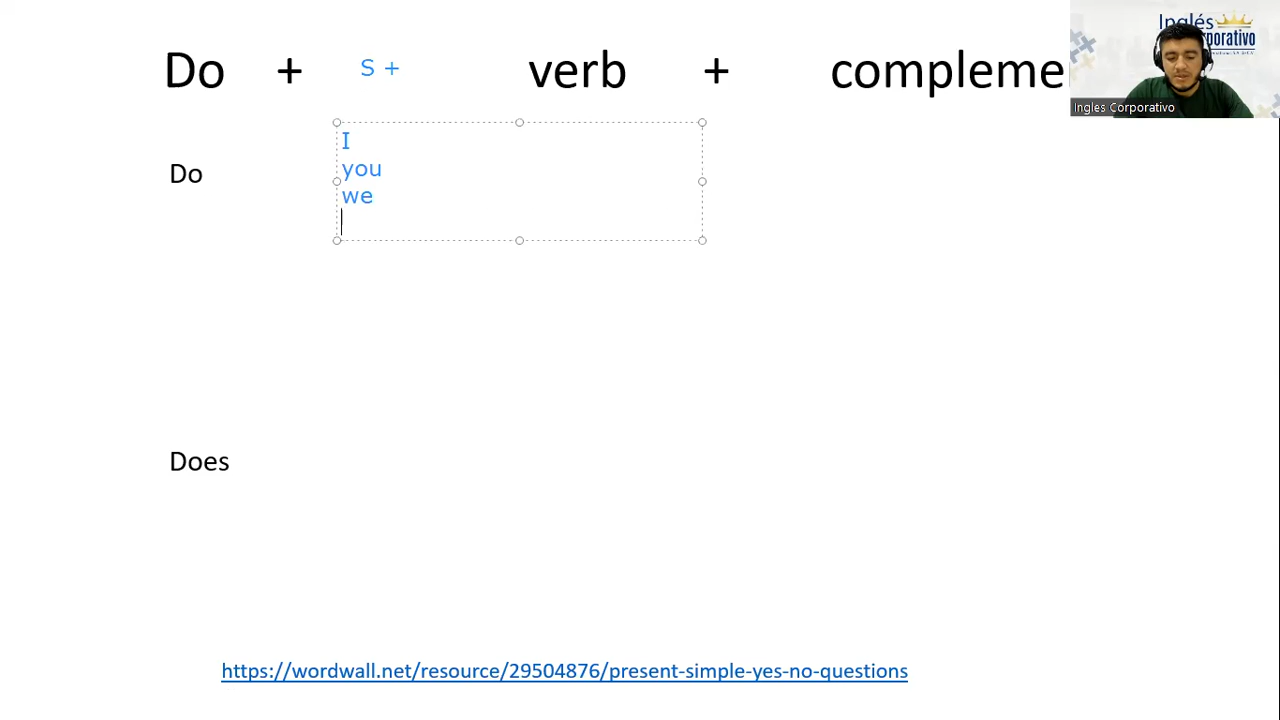 Do + S + verb + compleme
Inglés
rporativo
Ingles Corporativo
Do
I
you
we
Does
https://wordwall.net/resource/29504876/present-simple-yes-no-questions